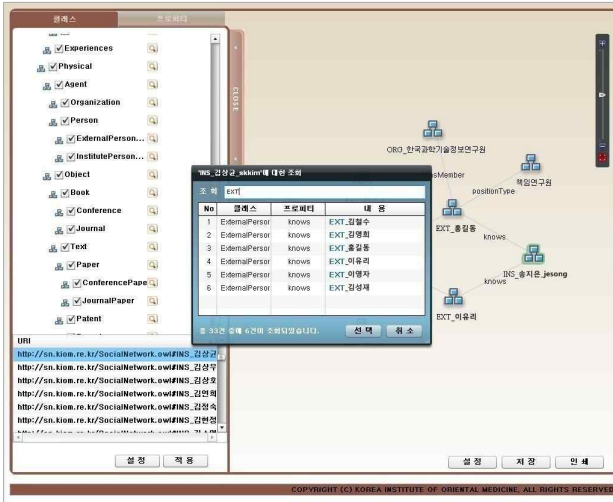 클래스 프로퍼티
Experiences
Physical
Agent
Organization
Person
ExternalPerson...
InstitutePerson...
Object
Book
Conference
Journal
Text
Paper
ConferencePape
JournalPaper
Patent
URI
http://sn.kiom.re.kr/SocialNetwork.owl#INS_김상균
http://sn.kiom.re.kr/SocialNetwork.owl#INS_김상우
http://sn.kiom.re.kr/SocialNetwork.owl#INS_김상호
http://sn.kiom.re.kr/SocialNetwork.owl#INS_김연희
http://sn.kiom.re.kr/SocialNetwork.owl#INS_김정숙
http://sn.kiom.re.kr/SocialNetwork.owl#INS_김현정
설 정 적 용
CLOSE
'INS_김상균_skkim'에 대한 조회
조 회 EXT
No 클래스 프로퍼티 내 용
1 ExternalPersor knows EXT_김철수
2 ExternalPersor knows EXT_김영희
3 ExternalPersor knows EXT_홍길동
4 ExternalPersor knows EXT_이유리
5 ExternalPersor knows EXT_이영자
6 ExternalPersor knows EXT_김성재
총 33건 중에 6건이 조회되었습니다.
선 택 취 소
ORG_한국과학기술정보연구원
sMember
책임연구원
positionType
EXT_홍길동
knows
INS_송지은_jesong
knows
EXT_이유리
설 정 저 장 인 쇄
COPYRIGHT (C) KOREA INSTITUTE OF ORIENTAL MEDICINE, ALL RIGHTS RESERVED